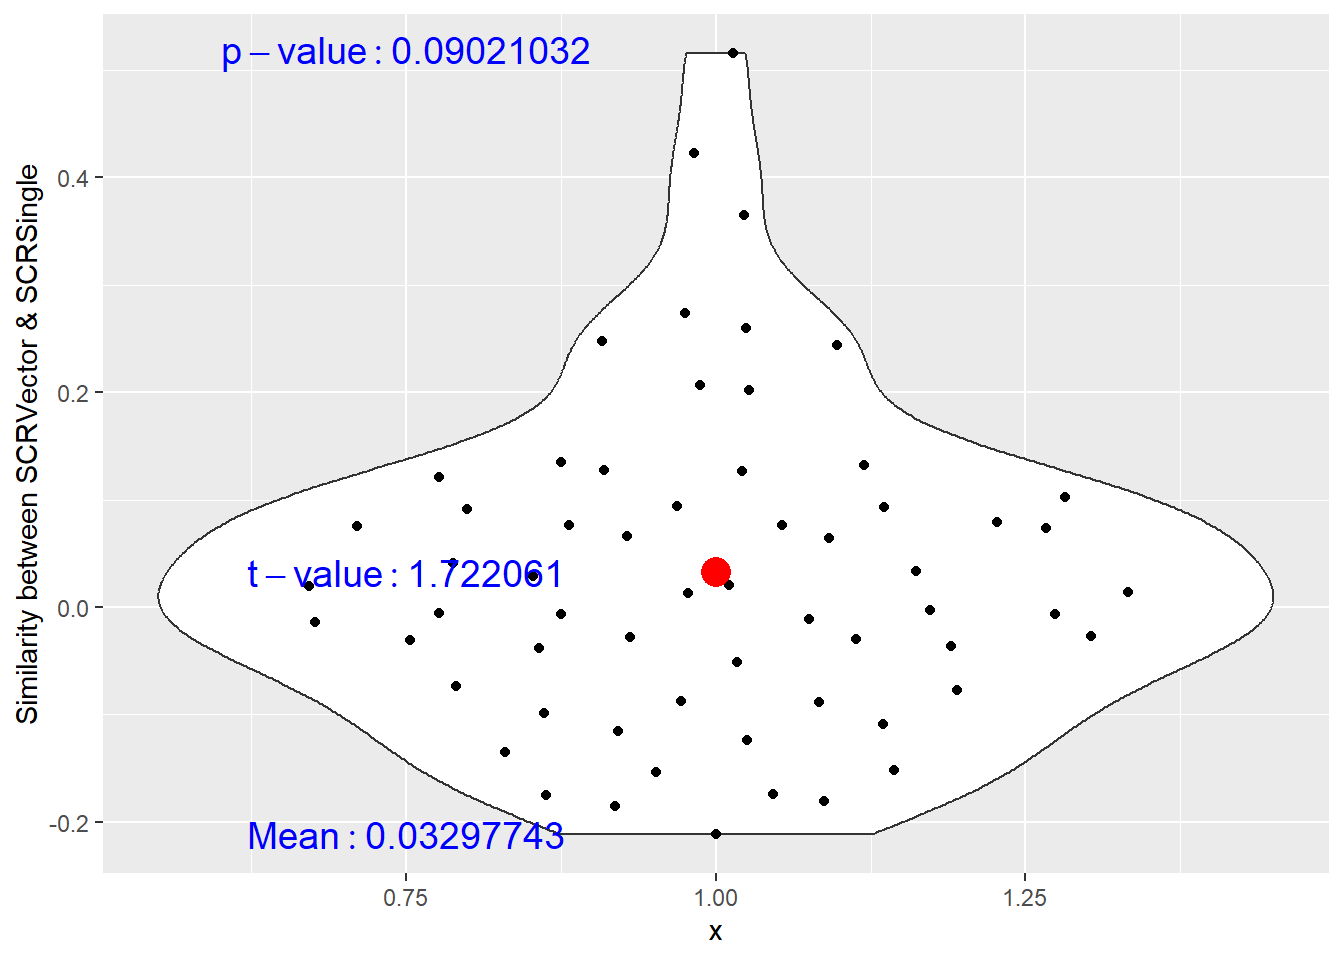 p − value : 0.09021032
0.4
0.2
t − value : 1.722061
0.0
Mean : 0.03297743
-0.2
Similarity between SCRVector & SCRSingle
0.75 1.00 1.25
x